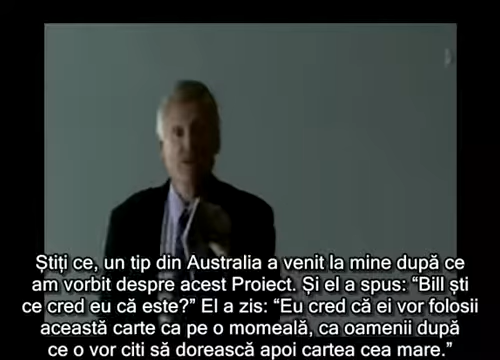 Știți ce, un tip din Australia a venit la mine după ce
am vorbit despre acest Proiect. Și el a spus: “Bill ști
ce cred eu că este?” El a zis: “Eu cred că ei vor folosii
această carte ca pe o momeală, ca oamenii după
ce o vor citi să dorească apoi cartea cea mare.”